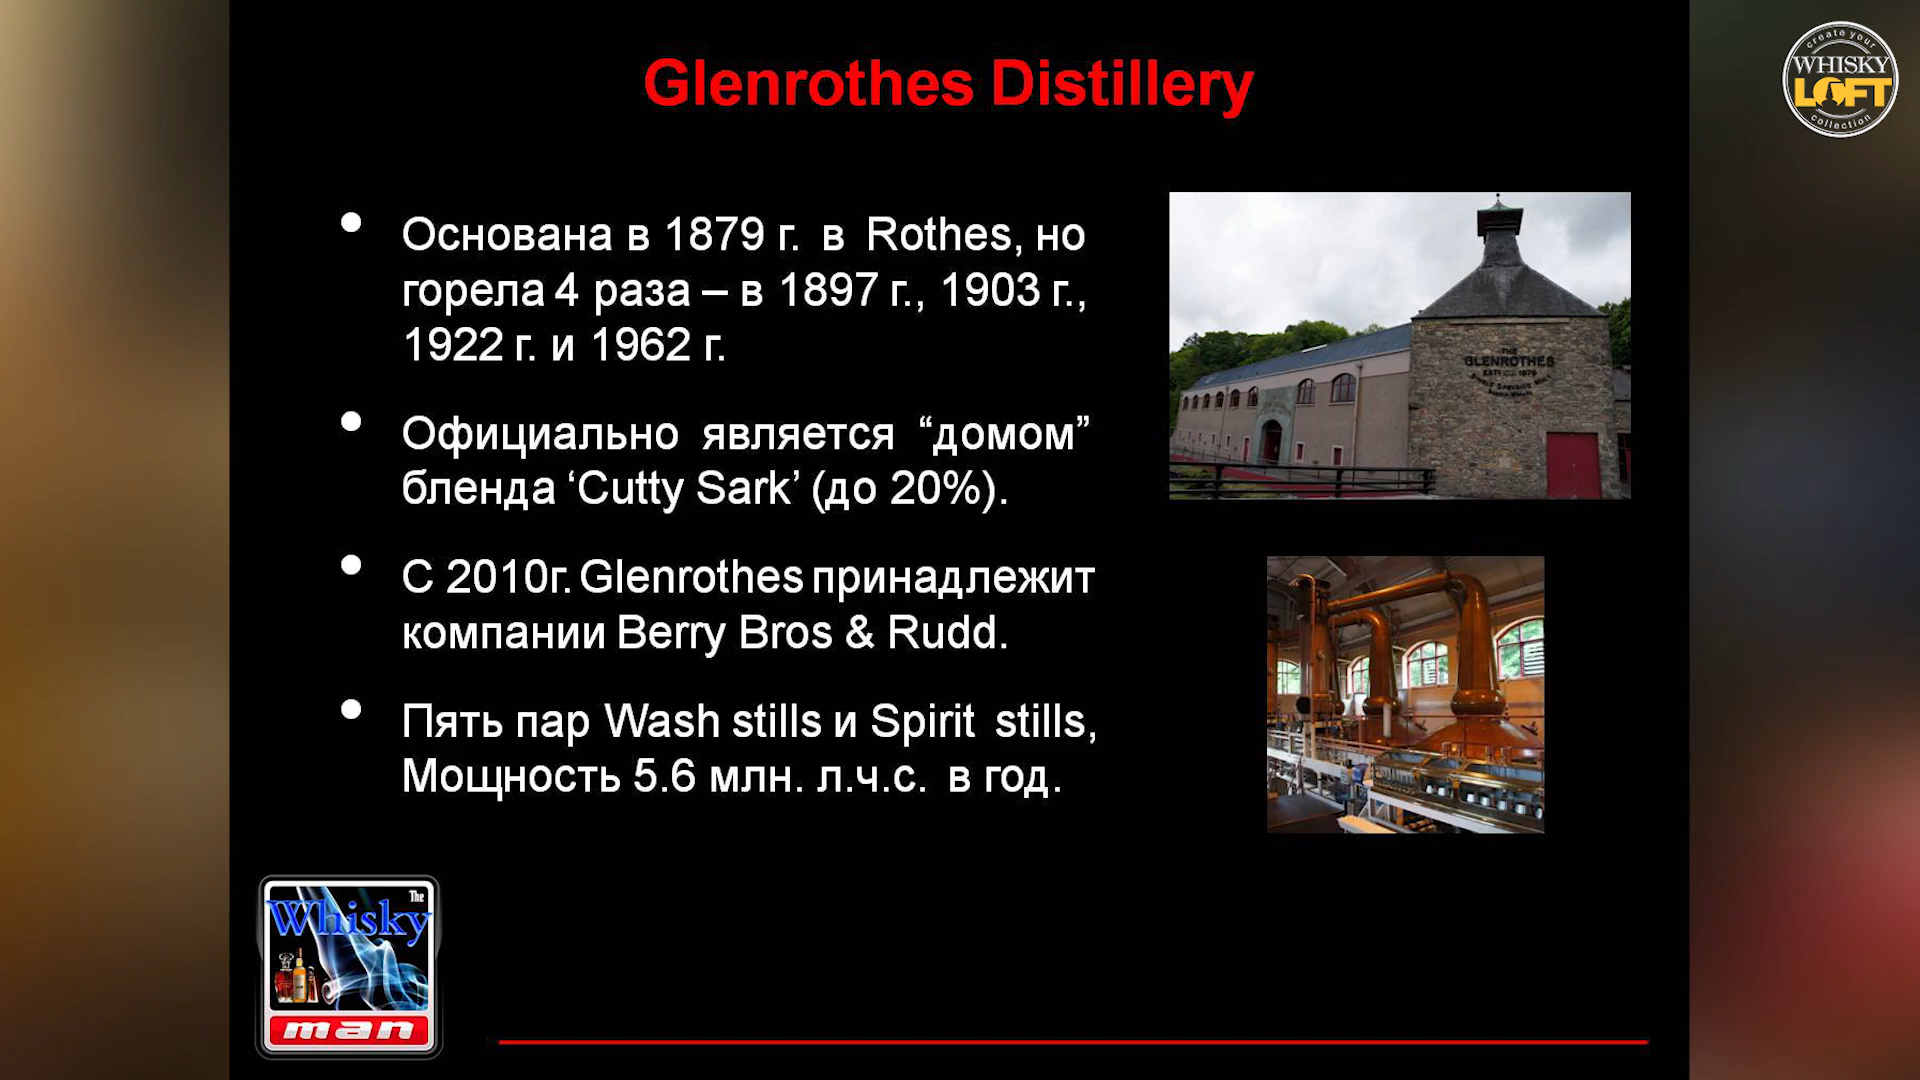 Glenrothes Distillery
create your
WHISKY
LOFT
collection
• Основана в 1879 г. в Rothes, но
горела 4 раза – в 1897 г., 1903 г.,
1922 г. и 1962 г.
• Официально является “домом”
бленда ‘Cutty Sark’ (до 20%).
• С 2010г. Glenrothes принадлежит
компании Berry Bros & Rudd.
• Пять пар Wash stills и Spirit stills,
Мощность 5.6 млн. л.ч.с. в год.
THE
GLENROTHES
The
Whisky
man